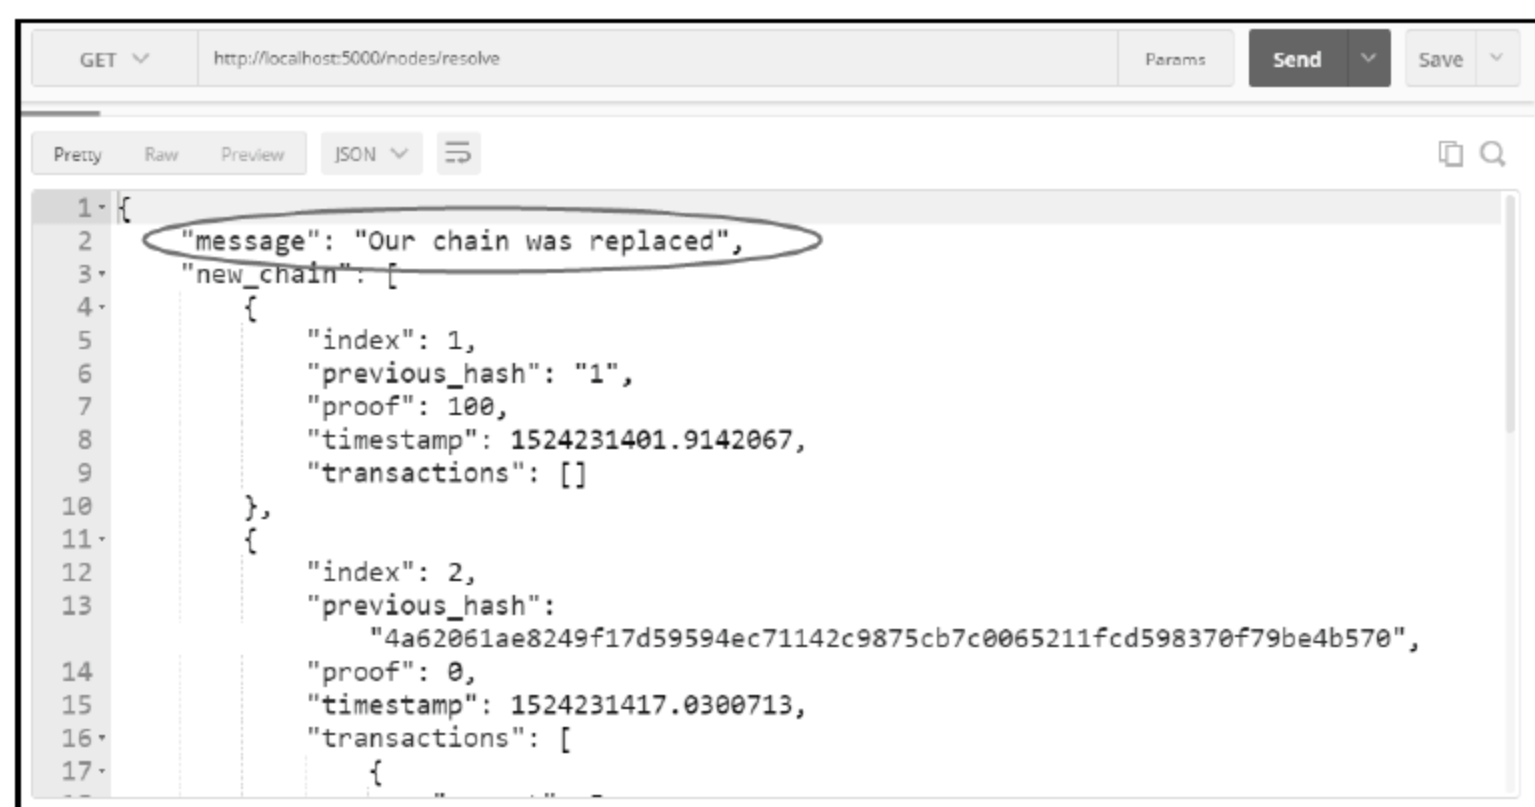 GET http://localhost:5000/nodes/resolve Params Send Save
Pretty Raw Preview JSON
1 {
2 "message": "Our chain was replaced",
3 "new_chain": [
4 {
5 "index": 1,
6 "previous_hash": "1",
7 "proof": 100,
8 "timestamp": 1524231401.9142067,
9 "transactions": []
10 },
11 {
12 "index": 2,
13 "previous_hash":
"4a62061ae8249f17d59594ec71142c9875cb7c0065211fcd598370f79be4b570",
14 "proof": 0,
15 "timestamp": 1524231417.0300713,
16 "transactions": [
17 {